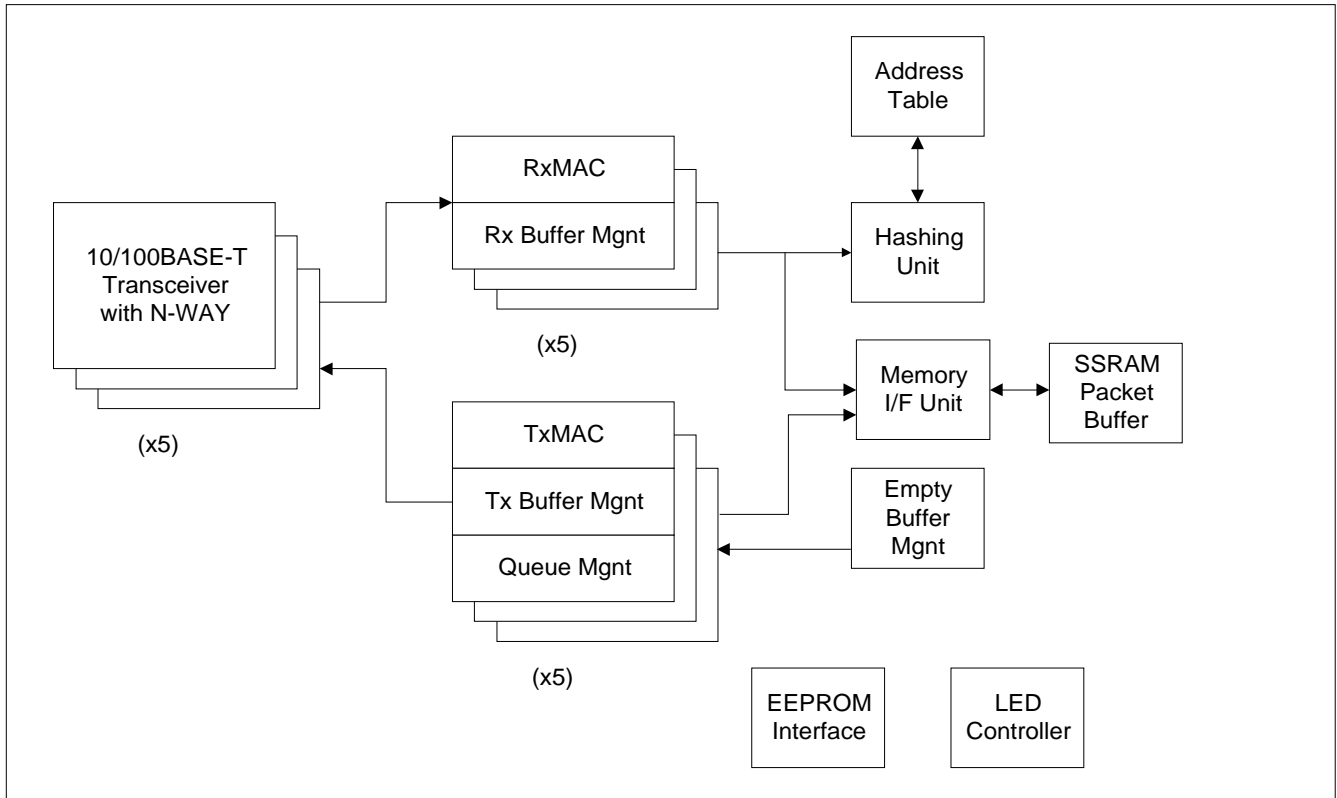 Address
Table
RxMAC
Rx Buffer Mgnt
Hashing
Unit
10/100BASE-T
Transceiver
with N-WAY
(x5)
(x5)
Memory
I/F Unit
SSRAM
Packet
Buffer
TxMAC
Tx Buffer Mgnt
Queue Mgnt
(x5)
Empty
Buffer
Mgnt
EEPROM
Interface
LED
Controller